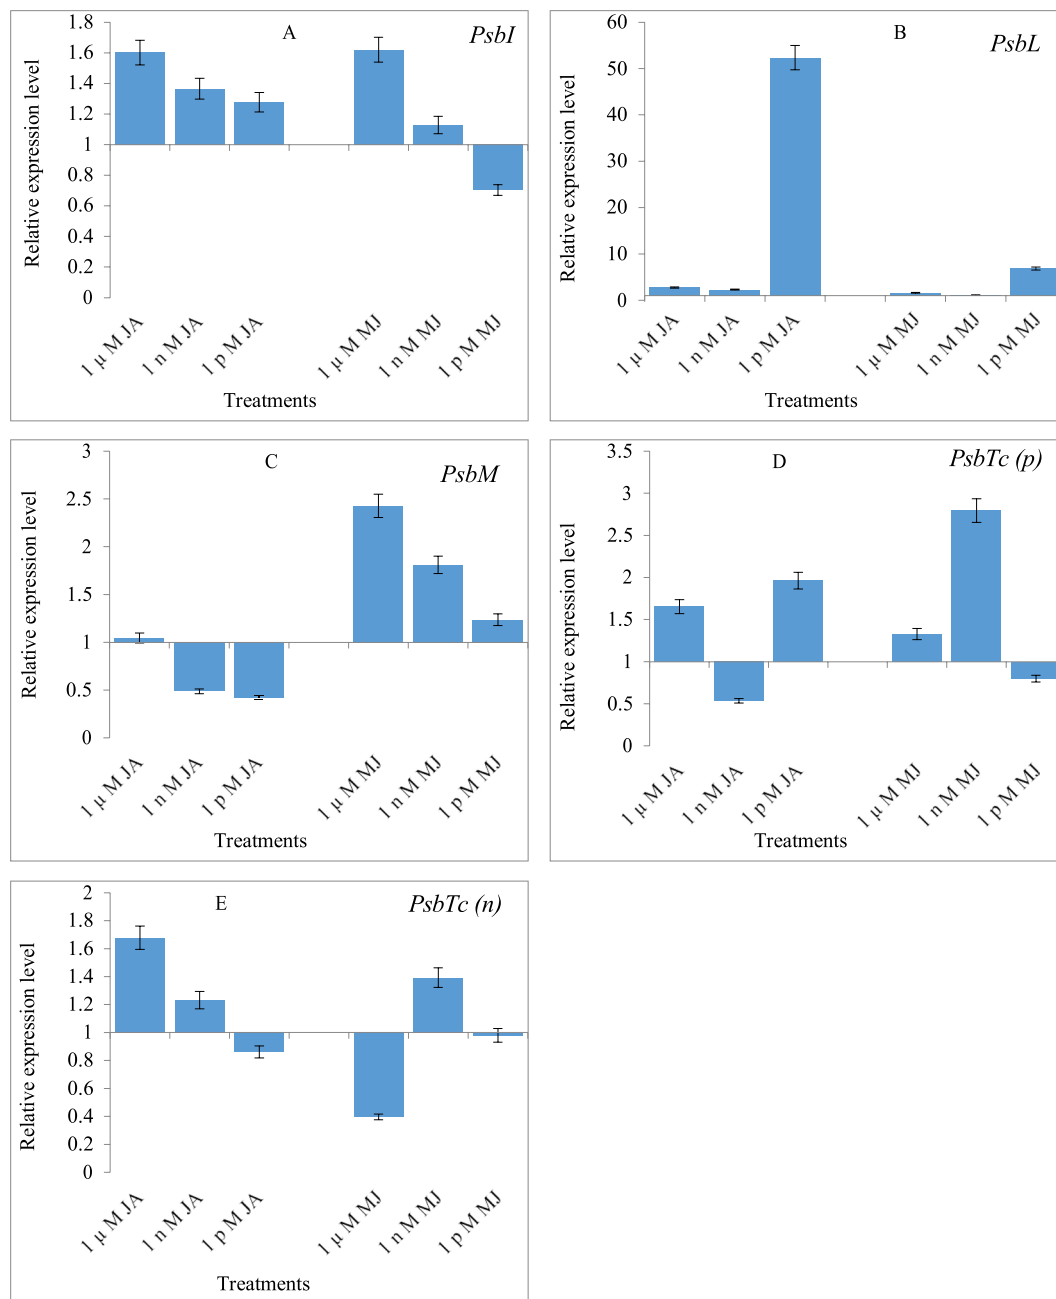 A
PsbI
Relative expression level
1.8
1.6
1.4
1.2
1
0.8
0.6
0.4
0.2
0
1 µ M JA
1 n M JA
1 p M JA
1 µ M MJ
1 n M MJ
1 p M MJ
Treatments
B
PsbL
Relative expression level
60
50
40
30
20
10
0
1 µ M JA
1 n M JA
1 p M JA
1 µ M MJ
1 n M MJ
1 p M MJ
Treatments
C
PsbM
Relative expression level
3
2.5
2
1.5
1
0.5
0
1 µ M JA
1 n M JA
1 p M JA
1 µ M MJ
1 n M MJ
1 p M MJ
Treatments
D
PsbTc (p)
Relative expression level
3.5
3
2.5
2
1.5
1
0.5
0
1 µ M JA
1 n M JA
1 p M JA
1 µ M MJ
1 n M MJ
1 p M MJ
Treatments
E
PsbTc (n)
Relative expression level
2
1.8
1.6
1.4
1.2
1
0.8
0.6
0.4
0.2
0
1 µ M JA
1 n M JA
1 p M JA
1 µ M MJ
1 n M MJ
1 p M MJ
Treatments